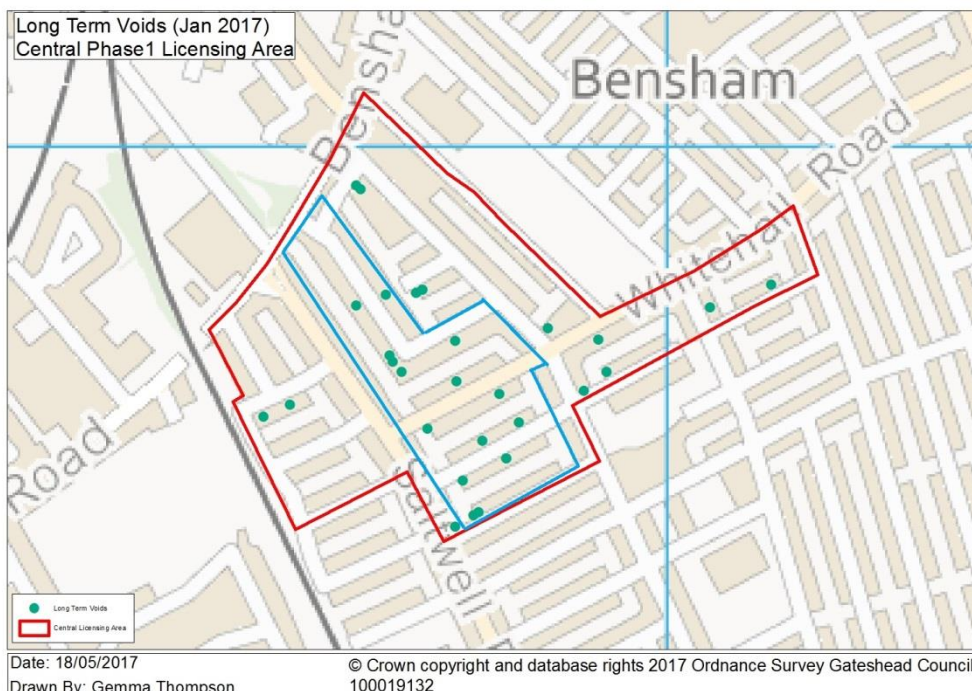 Long Term Voids (Jan 2017)
Central Phase1 Licensing Area
Bensha
Bensham
Whitehall Road
Road
Saltwell
Long Term Voids
Central Licensing Area
Date: 18/05/2017
© Crown copyright and database rights 2017 Ordnance Survey Gateshead Council
Drawn By: Gemma Thompson
100019132